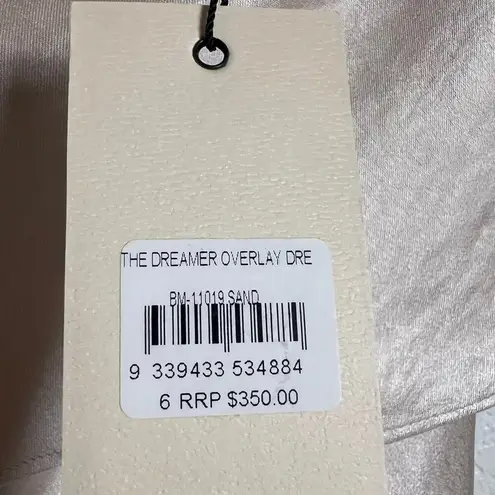 THE DREAMER OVERLAY DRE
BM-11019 SAND
9 339433 534884
6 RRP $350.00